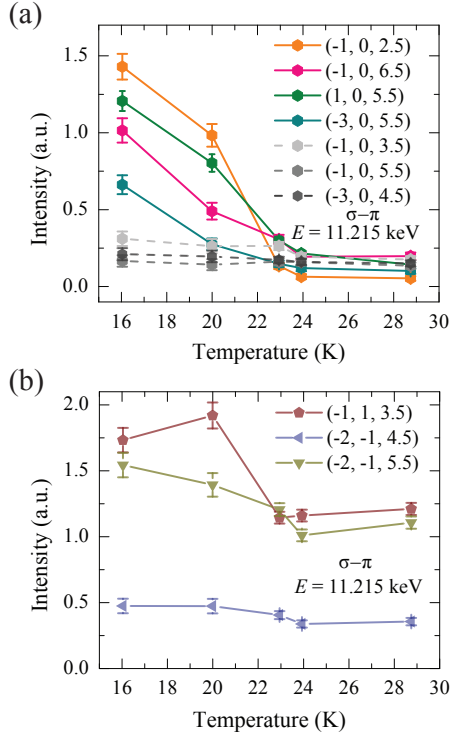 (a)
1.5
1.0
0.5
0.0
Intensity (a.u.)
(-1, 0, 2.5)
(-1, 0, 6.5)
(1, 0, 5.5)
(-3, 0, 5.5)
(-1, 0, 3.5)
(-1, 0, 5.5)
(-3, 0, 4.5)
σ–π
E = 11.215 keV
16 18 20 22 24 26 28 30
Temperature (K)
(b)
2.0
1.5
1.0
0.5
0.0
Intensity (a.u.)
(-1, 1, 3.5)
(-2, -1, 4.5)
(-2, -1, 5.5)
σ–π
E = 11.215 keV
16 18 20 22 24 26 28 30
Temperature (K)